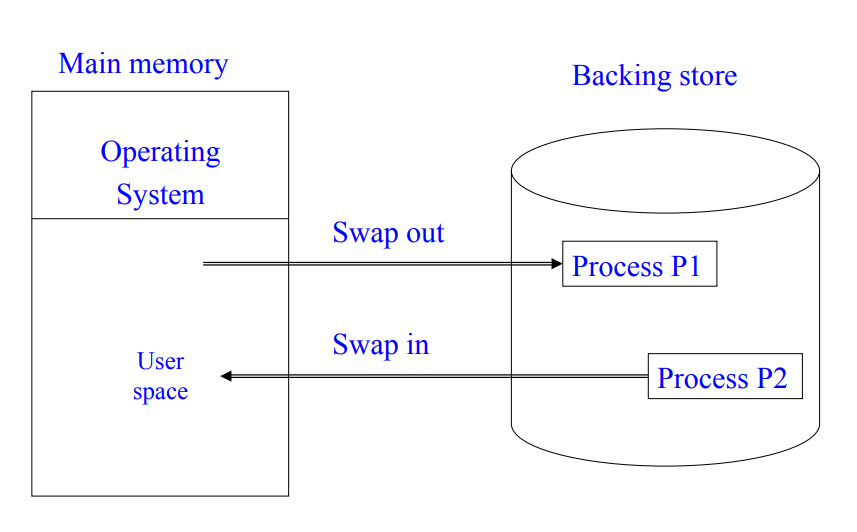 Main memory
Backing store
Operating
System
Swap out
Process P1
Swap in
User
space
Process P2